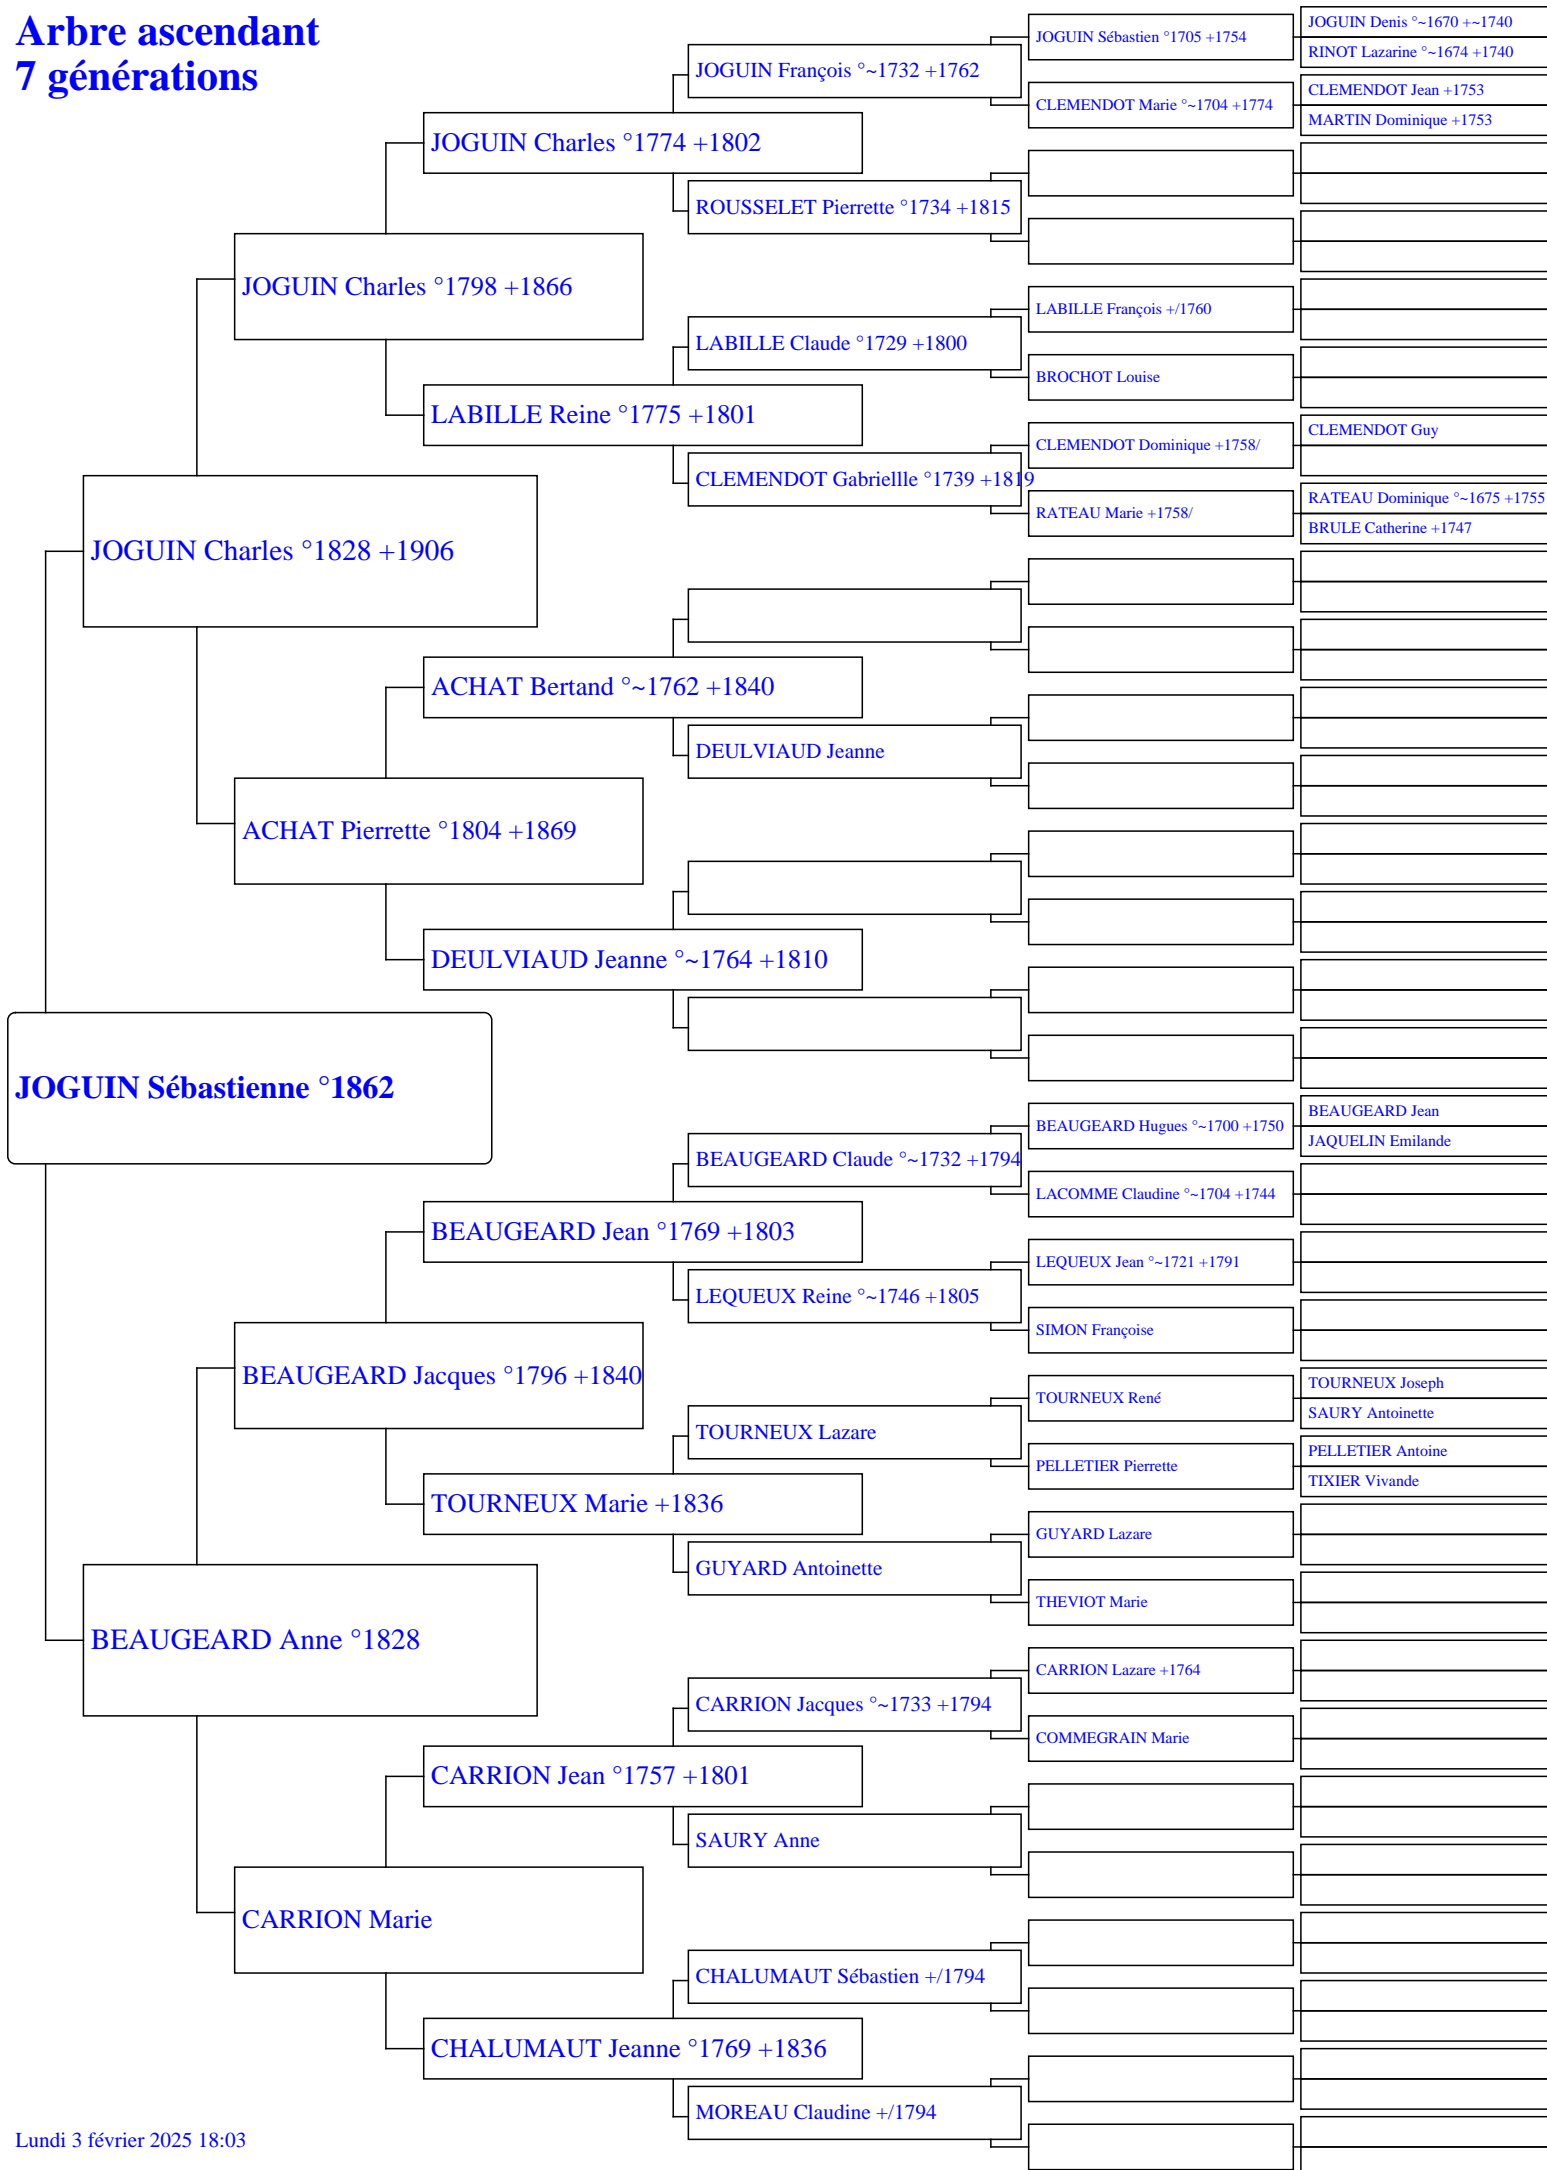 Arbre ascendant
7 générations
JOGUIN Sébastienne °1862
JOGUIN Charles °1828 +1906
BEAUGEARD Anne °1828
JOGUIN Charles °1798 +1866
ACHAT Pierrette °1804 +1869
BEAUGEARD Jacques °1796 +1840
CARRION Marie
JOGUIN Charles °1774 +1802
LABILLE Reine °1775 +1801
ACHAT Bertand °~1762 +1840
DEULVIAUD Jeanne °~1764 +1810
BEAUGEARD Jean °1769 +1803
TOURNEUX Marie +1836
CARRION Jean °1757 +1801
CHALUMAUT Jeanne °1769 +1836
JOGUIN François °~1732 +1762
ROUSSELET Pierrette °1734 +1815
LABILLE Claude °1729 +1800
CLEMENDOT Gabriellle °1739 +1819
DEULVIAUD Jeanne
BEAUGEARD Claude °~1732 +1794
LEQUEUX Reine °~1746 +1805
TOURNEUX Lazare
GUYARD Antoinette
CARRION Jacques °~1733 +1794
SAURY Anne
CHALUMAUT Sébastien +/1794
MOREAU Claudine +/1794
JOGUIN Sébastien °1705 +1754
CLEMENDOT Marie °~1704 +1774
LABILLE François +/1760
BROCHOT Louise
CLEMENDOT Dominique +1758/
RATEAU Marie +1758/
BEAUGEARD Hugues °~1700 +1750
LACOMME Claudine °~1704 +1744
LEQUEUX Jean °~1721 +1791
SIMON Françoise
TOURNEUX René
PELLETIER Pierrette
GUYARD Lazare
THEVIOT Marie
CARRION Lazare +1764
COMMEGRAIN Marie
JOGUIN Denis °~1670 +~1740
RINOT Lazarine °~1674 +1740
CLEMENDOT Jean +1753
MARTIN Dominique +1753
CLEMENDOT Guy
RATEAU Dominique °~1675 +1755
BRULE Catherine +1747
BEAUGEARD Jean
JAQUELIN Emilande
TOURNEUX Joseph
SAURY Antoinette
PELLETIER Antoine
TIXIER Vivande
Lundi 3 février 2025 18:03